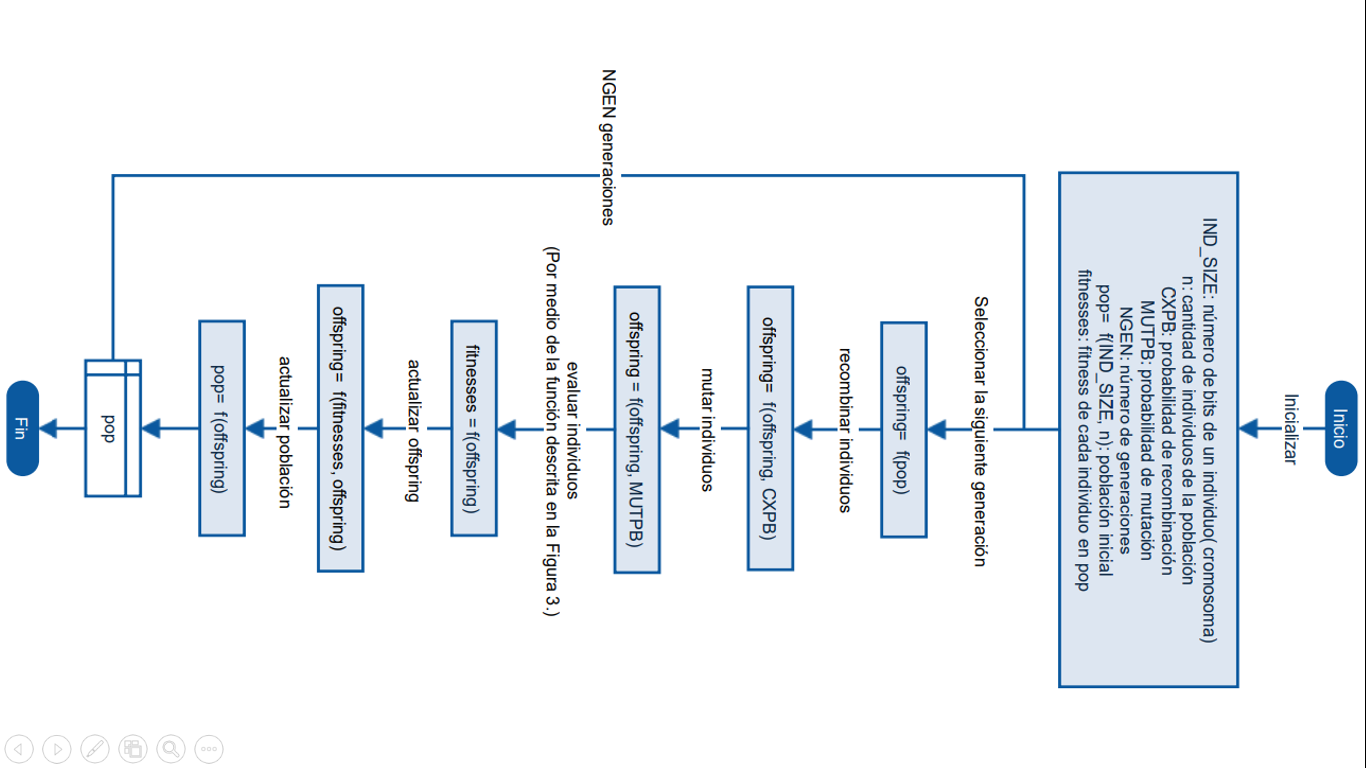 Inicio
Inicializar
IND_SIZE: número de bits de un individuo( cromosoma)
n: cantidad de individuos de la población
CXPB: probabilidad de recombinación
MUTPB: probabilidad de mutación
NGEN: número de generaciones
pop=  f(IND_SIZE, n): población inicial
fitnesses: fitness de cada individuo en pop
Seleccionar la siguiente generación
offspring=  f(pop)
recombinar individuos
offspring=  f(offspring, CXPB)
mutar individuos
offspring = f(offspring, MUTPB)
evaluar individuos
(Por medio de la función descrita en la Figura 3.)
fitnesses = f(offspring)
actualizar offspring
offspring=  f(fitnesses, offspring)
actualizar población
pop=  f(offspring)
pop
NGEN generaciones
Fin